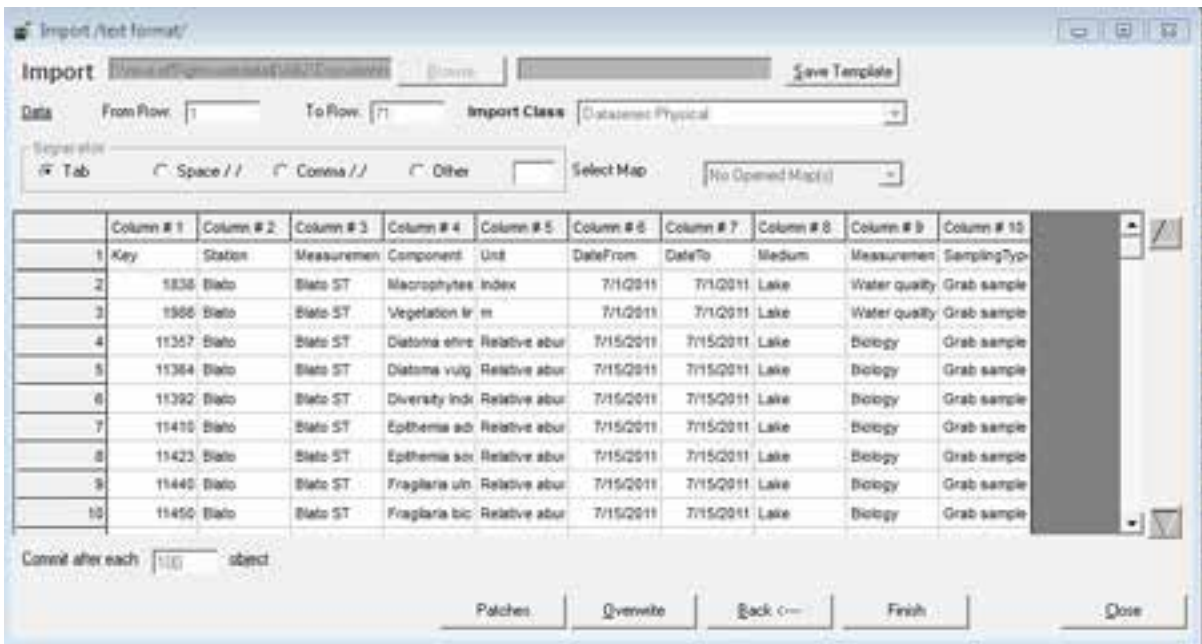 Import /text format/
Import Browse Save Template
Data From Row: 1 To Row: 71 Import Class Datazenec Physical
Separator
Tab Space / / Comma /,/ Other Select Map No Opened Map(s)
Column # 1 Column # 2 Column # 3 Column # 4 Column # 5 Column # 6 Column # 7 Column # 8 Column # 9 Column # 10
1 Key Station Measuremen Component Unit DateFrom DateTo Medium Measuremen SamplingType
2 1838 Blato Blato ST Macrophytes Index 7/1/2011 7/1/2011 Lake Water quality Grab sample
3 1986 Blato Blato ST Vegetation lir m 7/1/2011 7/1/2011 Lake Water quality Grab sample
4 11357 Blato Blato ST Diatoma ehre Relative abur 7/15/2011 7/15/2011 Lake Biology Grab sample
5 11364 Blato Blato ST Diatoma vulg Relative abur 7/15/2011 7/15/2011 Lake Biology Grab sample
6 11392 Blato Blato ST Diversity Inde Relative abur 7/15/2011 7/15/2011 Lake Biology Grab sample
7 11410 Blato Blato ST Epithemia adr Relative abur 7/15/2011 7/15/2011 Lake Biology Grab sample
8 11423 Blato Blato ST Epithemia sor Relative abur 7/15/2011 7/15/2011 Lake Biology Grab sample
9 11440 Blato Blato ST Fragilaria uln Relative abur 7/15/2011 7/15/2011 Lake Biology Grab sample
10 11450 Blato Blato ST Fragilaria bic Relative abur 7/15/2011 7/15/2011 Lake Biology Grab sample
Commit after each 100 object
Patches Overwrite Back <--- Finish Close